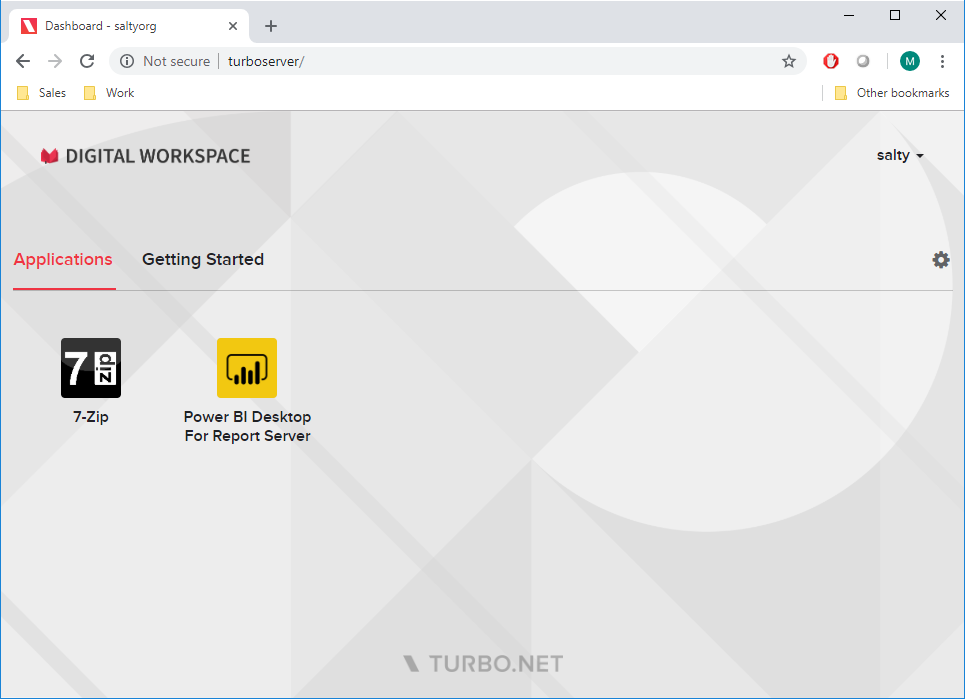 Dashboard - saltyorg
Not secure turboserver/
M
Sales Work Other bookmarks
DIGITAL WORKSPACE
salty
Applications Getting Started
7 zip
7-Zip Power BI Desktop
For Report Server
TURBO.NET